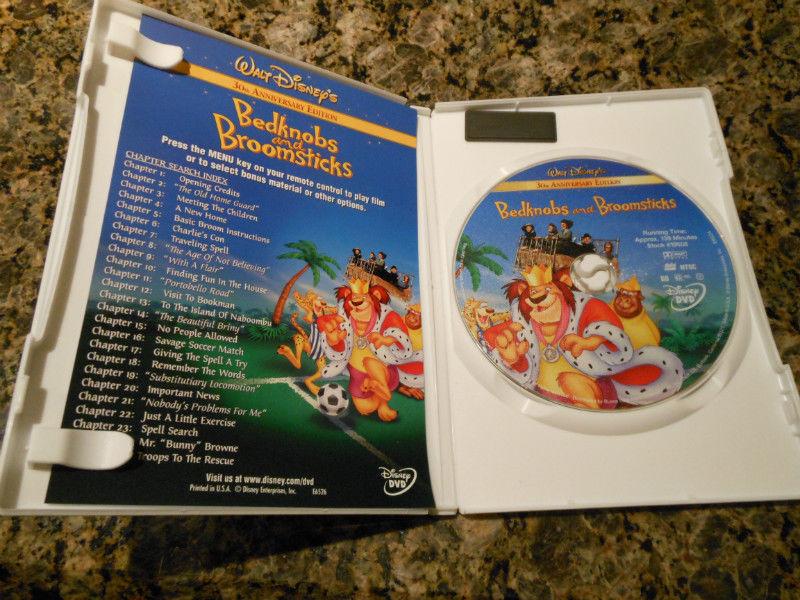 WALT DISNEY'S
30TH ANNIVERSARY EDITION
Bedknobs
and
Broomsticks
Press the MENU key on your remote control to play film
or to select bonus material or other options.
CHAPTER SEARCH INDEX
Chapter 1: Opening Credits
Chapter 2: "The Old Home Guard"
Chapter 3: Meeting The Children
Chapter 4: A New Home
Chapter 5: Basic Broom Instructions
Chapter 6: Charlie's Con
Chapter 7: Traveling Spell
Chapter 8: "The Age Of Not Believing"
Chapter 9: "With A Flair"
Chapter 10: Finding Fun In The House
Chapter 11: "Portobello Road"
Chapter 12: Visit To Bookman
Chapter 13: To The Island Of Naboombu
Chapter 14: "The Beautiful Briny"
Chapter 15: No People Allowed
Chapter 16: Savage Soccer Match
Chapter 17: Giving The Spell A Try
Chapter 18: Remember The Words
Chapter 19: "Substitutiary Locomotion"
Chapter 20: Important News
Chapter 21: "Nobody's Problems For Me"
Chapter 22: Just A Little Exercise
Chapter 23: Spell Search
Mr. "Bunny" Browne
Troops To The Rescue
Visit us at www.disney.com/dvd
Printed in U.S.A. © Disney Enterprises, Inc. E6526
DISNEY
DVD
WALT DISNEY'S
30TH ANNIVERSARY EDITION
Bedknobs and Broomsticks
Running Time:
Approx. 139 Minutes
Stock #19605
NTSC
DISNEY
DVD